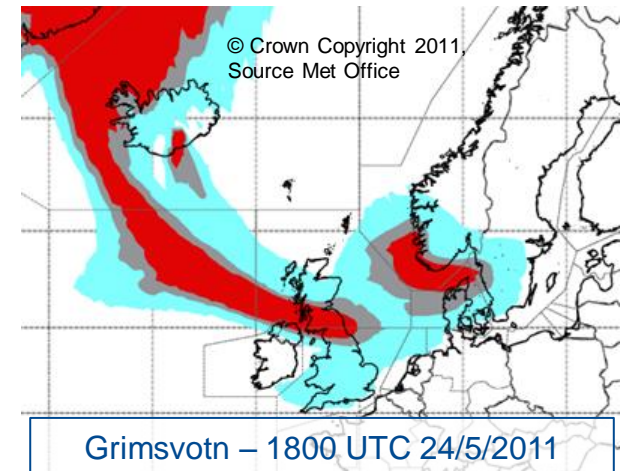 © Crown Copyright 2011,
Source Met Office
Grimsvotn – 1800 UTC 24/5/2011